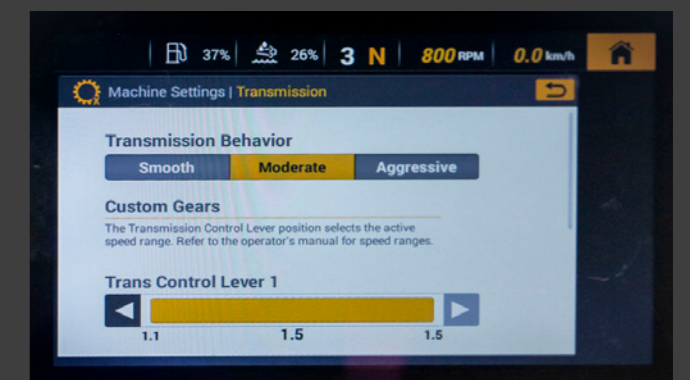 37% 26% 3 N 800 RPM 0.0 km/h
Machine Settings | Transmission
Transmission Behavior
Smooth Moderate Aggressive
Custom Gears
The Transmission Control Lever position selects the active
speed range. Refer to the operator's manual for speed ranges.
Trans Control Lever 1
1.1 1.5 1.5